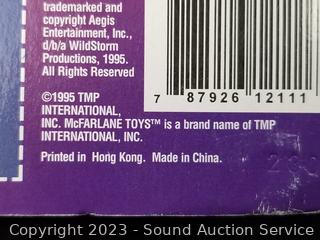 trademarked and
copyright Aegis
Entertainment, Inc.,
d/b/a WildStorm
Productions, 1995.
All Rights Reserved
7 87926 12111
©1995 TMP
INTERNATIONAL,
INC. McFARLANE TOYS™ is a brand name of TMP
INTERNATIONAL, INC.
Printed in Hong Kong. Made in China.
Copyright 2023 - Sound Auction Service